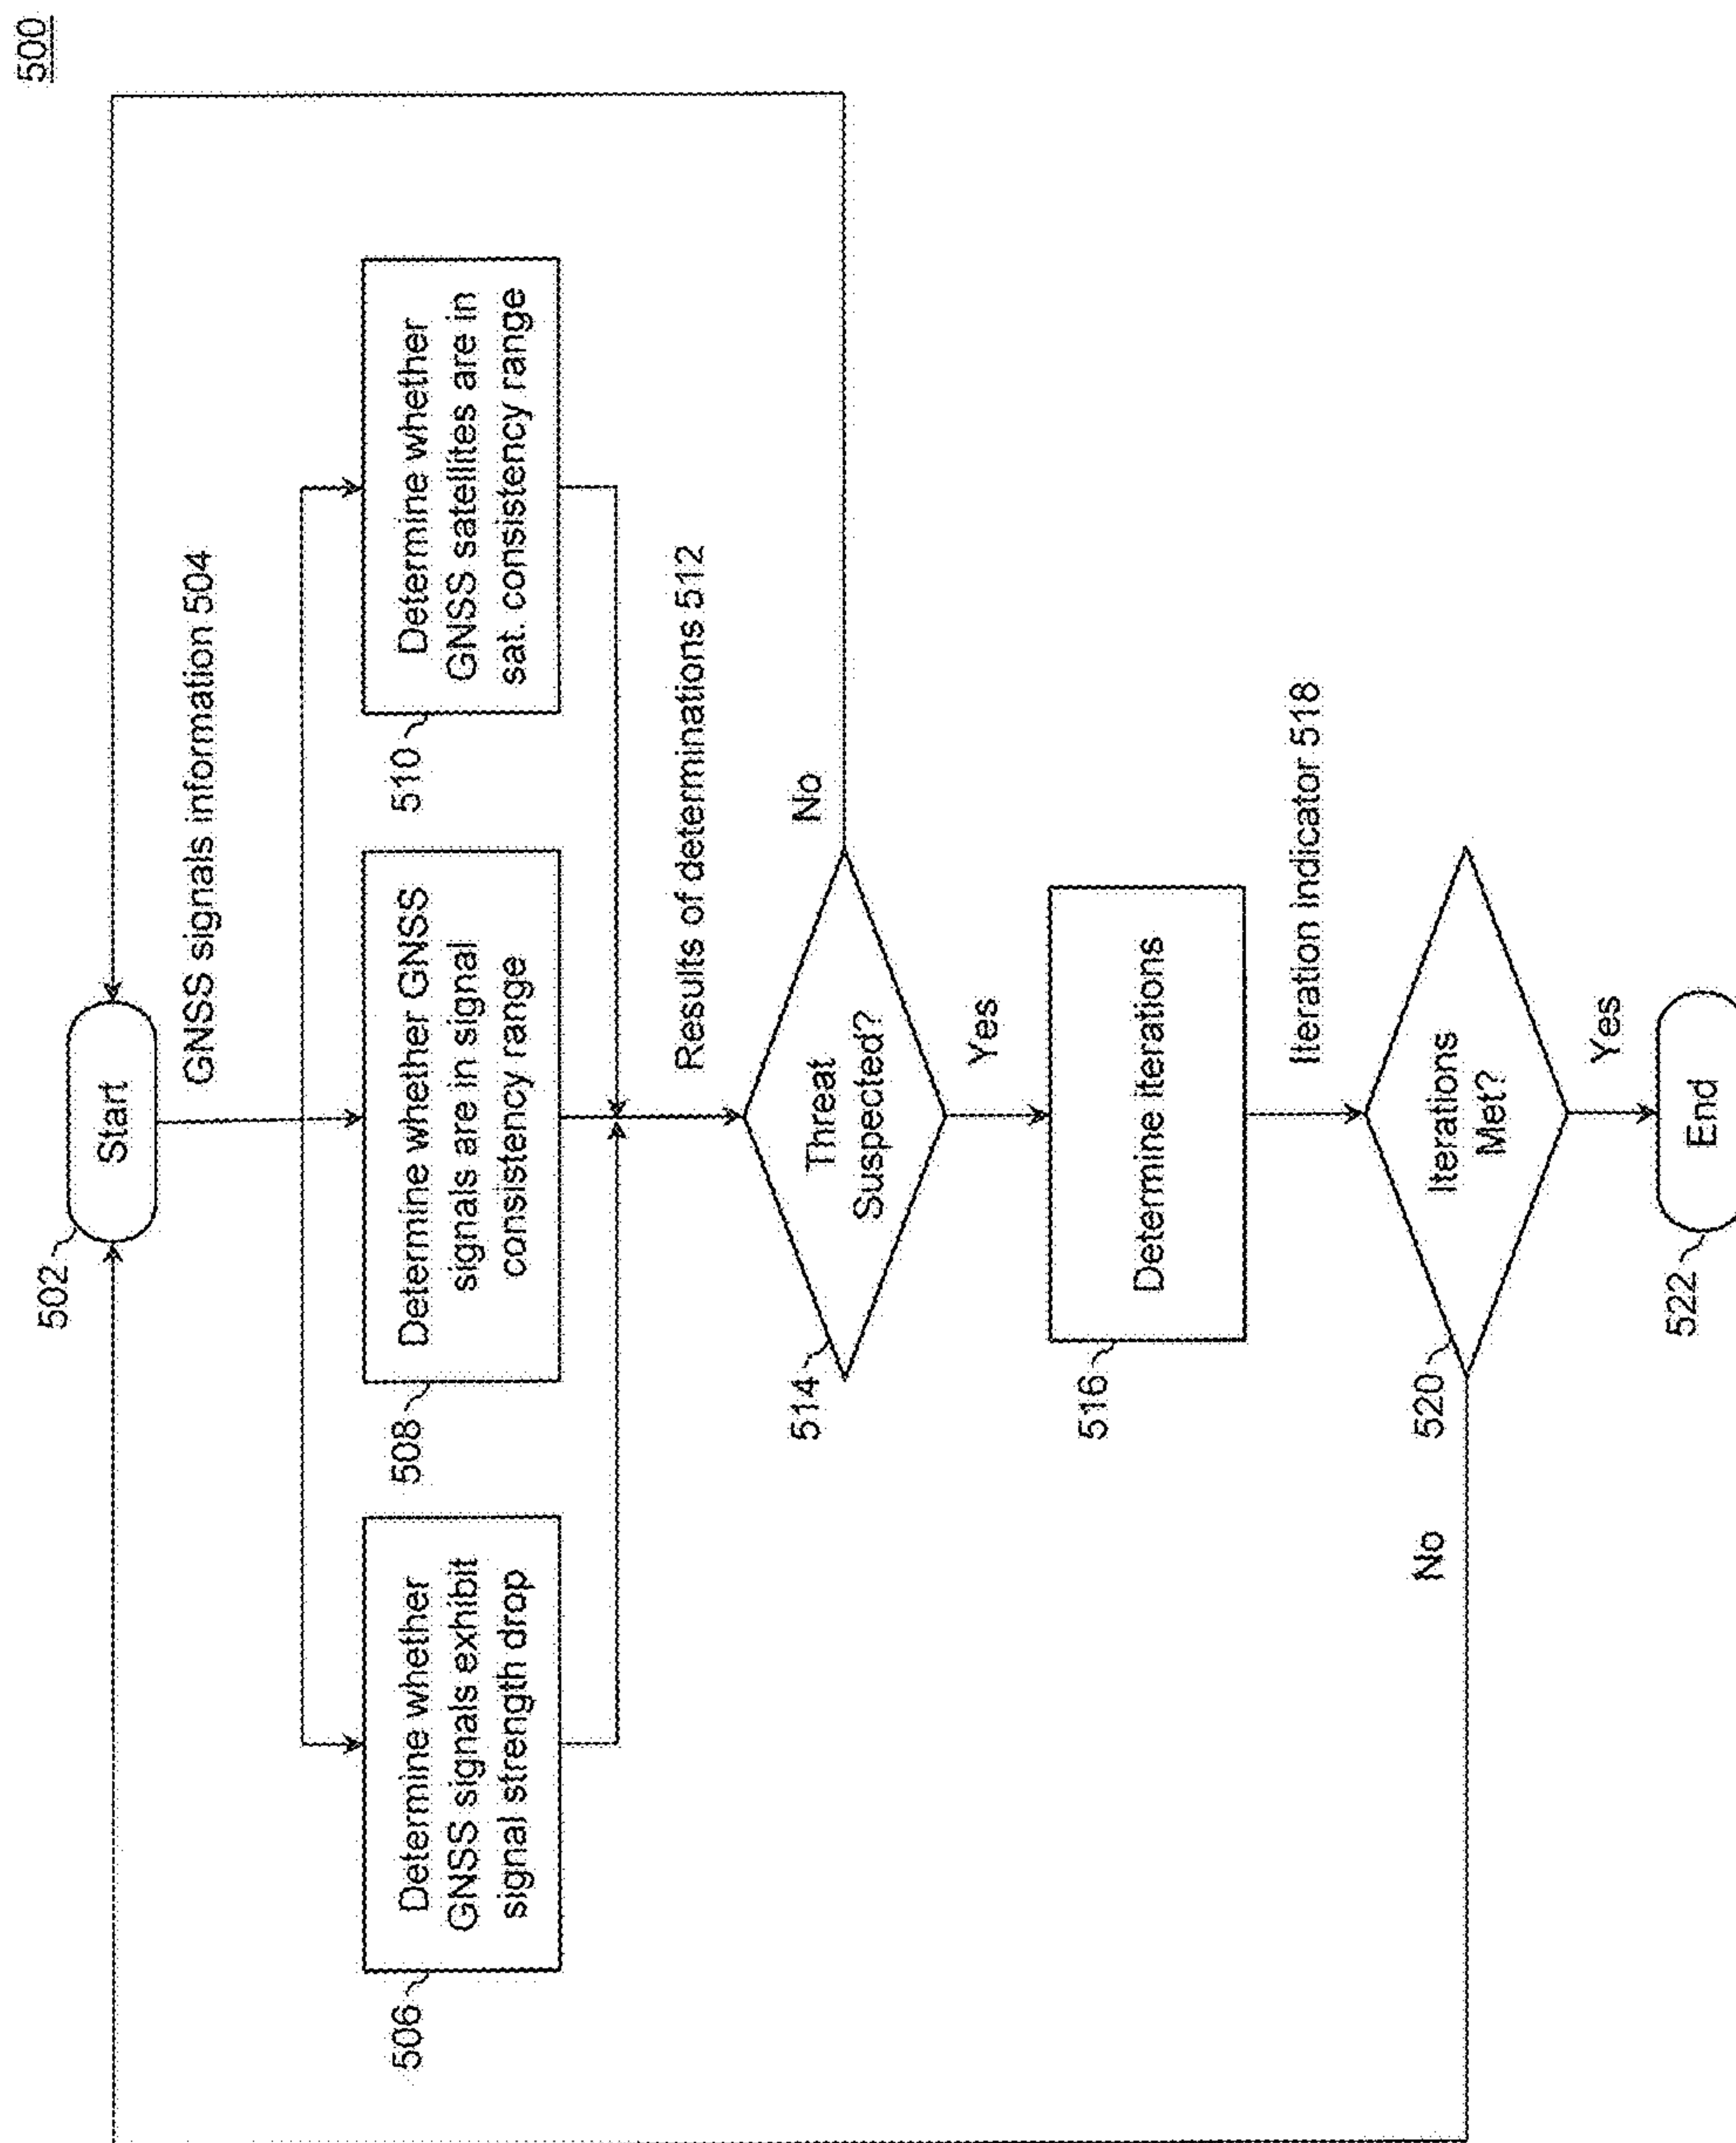 500
502
Start
GNSS signals information 504
506
Determine whether
GNSS signals exhibit
signal strength drop
508
Determine whether GNSS
signals are in signal
consistency range
510
Determine whether
GNSS satellites are in
sat. consistency range
Results of determinations 512
514
Threat
Suspected?
No
Yes
516
Determine iterations
Iteration indicator 518
No
520
Iterations
Met?
Yes
522
End